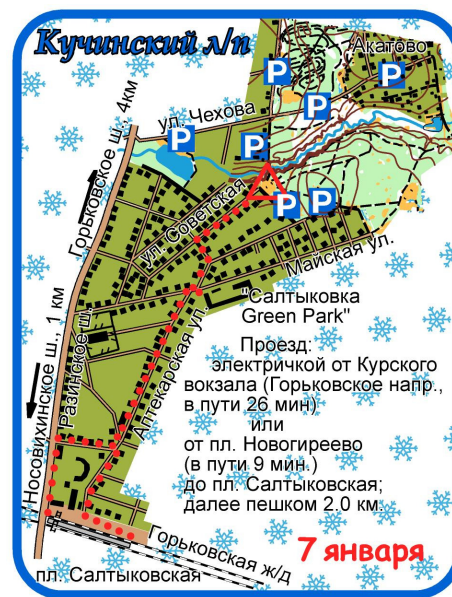 Кучинский л/п
Акатово
P
P
P
P
P
P
P
ул. Чехова
Горьковское ш., 4км
ул. Советская
Майская ул.
"Салтыковка
Green Park"
Носовихинское ш., 1 км
Разинское ш.
Аптекарская ул.
Проезд:
электричкой от Курского
вокзала (Горьковское напр.,
в пути 26 мин)
или
от пл. Новогиреево
(в пути 9 мин.)
до пл. Салтыковская;
далее пешком 2.0 км.
7 января
Горьковская ж/д
пл. Салтыковская